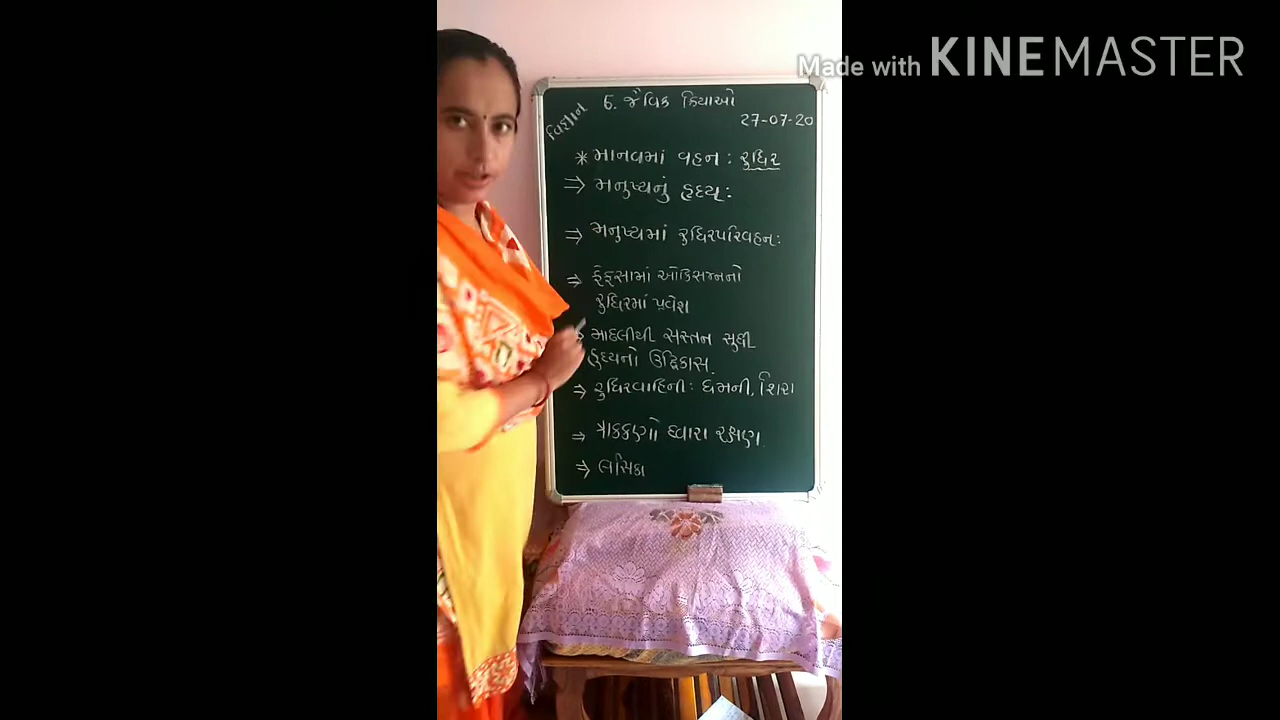 Made with KINEMASTER
વિજ્ઞાન
6. જૈવિક ક્રિયાઓ
27-07-20
* માનવમાં વહન : રુધિર
⇒ મનુષ્યનું હૃદય :
⇒ મનુષ્યમાં રુધિરપરિવહન :
⇒ ફેફસામાં ઓક્સિજનનો
રુધિરમાં પ્રવેશ
⇒ માછલીથી સસ્તન સુધી
હૃદયનો ઉદ્વિકાસ.
⇒ રુધિરવાહિની : ધમની, શિરા
⇒ ત્રાકકણો દ્વારા રક્ષણ.
⇒ લસિકા